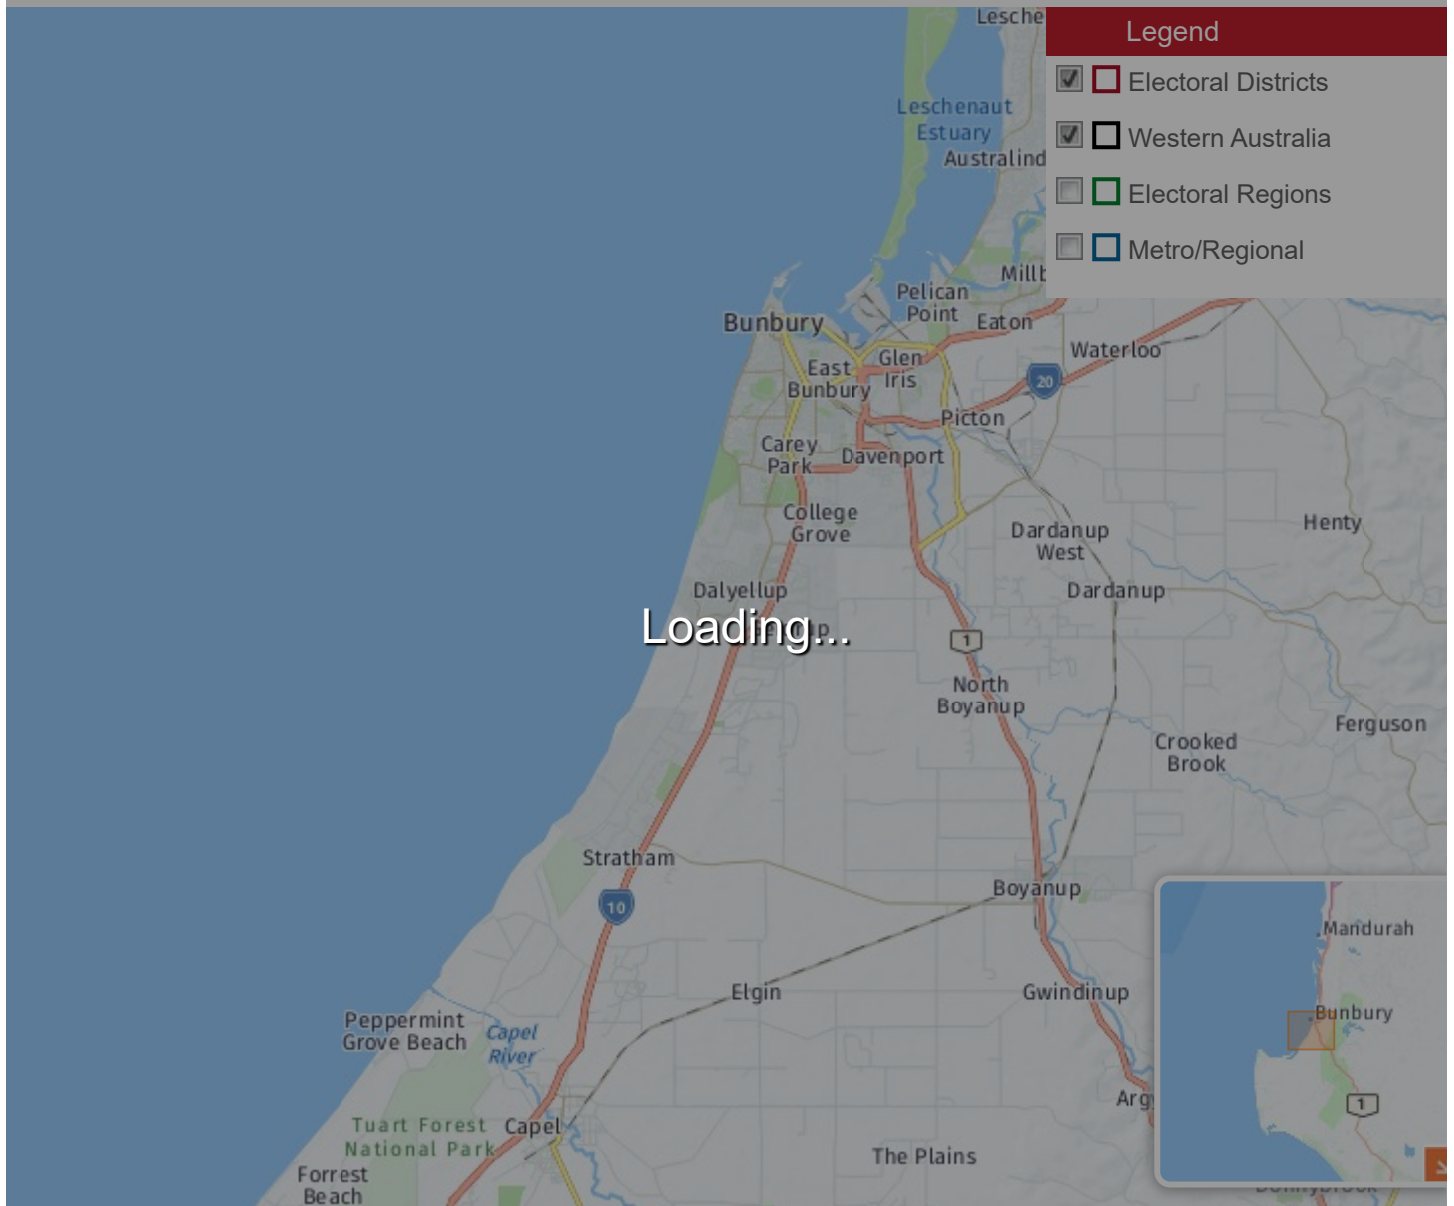 Lesche
Legend
Electoral Districts
Western Australia
Electoral Regions
Metro/Regional
Leschenaut
Estuary
Australind
Millb
Pelican
Point
Eaton
Bunbury
Waterloo
East
Bunbury
Glen
Iris
20
Picton
Carey
Park
Davenport
College
Grove
Dardanup
West
Henty
Dalyellup
Dardanup
Loading...
1
North
Boyanup
Crooked
Brook
Ferguson
Stratham
10
Boyanup
Mandurah
Elgin
Gwindinup
Bunbury
Peppermint
Grove Beach
Capel
River
1
Arg
Tuart Forest
National Park
Capel
The Plains
Forrest
Beach
Donnybrook